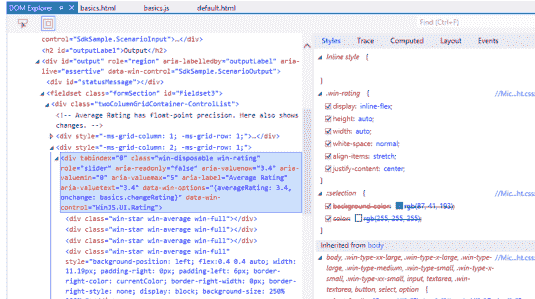 DOM Explorer
basics.html
basics.js
default.html
Find (Ctrl+F)
control="SdkSample.ScenarioInput">…</div>
<h2 id="outputLabel">Output</h2>
<div id="output" role="region" aria-labelledby="outputLabel" aria-
live="assertive" data-win-control="SdkSample.ScenarioOutput">
<div id="statusMessage"></div>
<fieldset class="formSection" id="Fieldset3">
<div class="twoColumnGridContainer-ControlList">
<!-- Average Rating has float-point precision. Here also shows
changes. -->
<div style="-ms-grid-column: 1; -ms-grid-row: 1;">…</div>
<div style="-ms-grid-column: 2; -ms-grid-row: 1;">
<div tabindex="0" class="win-disposable win-rating"
role="slider" aria-readonly="false" aria-valuenow="3.4" aria-
valuemin="0" aria-valuemax="5" aria-label="Average Rating"
aria-valuetext="3.4" data-win-options="{averageRating: 3.4,
onchange: basics.changeRating}" data-win-
control="WinJS.UI.Rating">
<div class="win-star win-average win-full"></div>
<div class="win-star win-average win-full"></div>
<div class="win-star win-average win-full"></div>
<div class="win-star win-average win-full"
style="background-position: left; flex:0.4 0.4 auto; width:
11.19px; padding-right: 0px; padding-left: 6px; border-
right-color: currentColor; border-right-width: 0px; border-
right-style: none; display: block; background-size: 250%
Styles Trace Computed Layout Events
Inline style {
}
.win-rating { //Mic...ht.css
display: inline-flex;
height: auto;
width: auto;
white-space: normal;
align-items: stretch;
justify-content: center;
}
:selection { //Mic...ht.css
background-color: rgb(87, 41, 193);
color: rgb(255, 255, 255);
}
Inherited from body
body, .win-type-xx-large, .win-type-x- //Mic...ht.css
large, .win-type-large, .win-type-
large, .win-type-medium, .win-type-small, .win-type-x-
small, .win-type-xx-small, input, textarea, .win-
textarea, button, select, option {